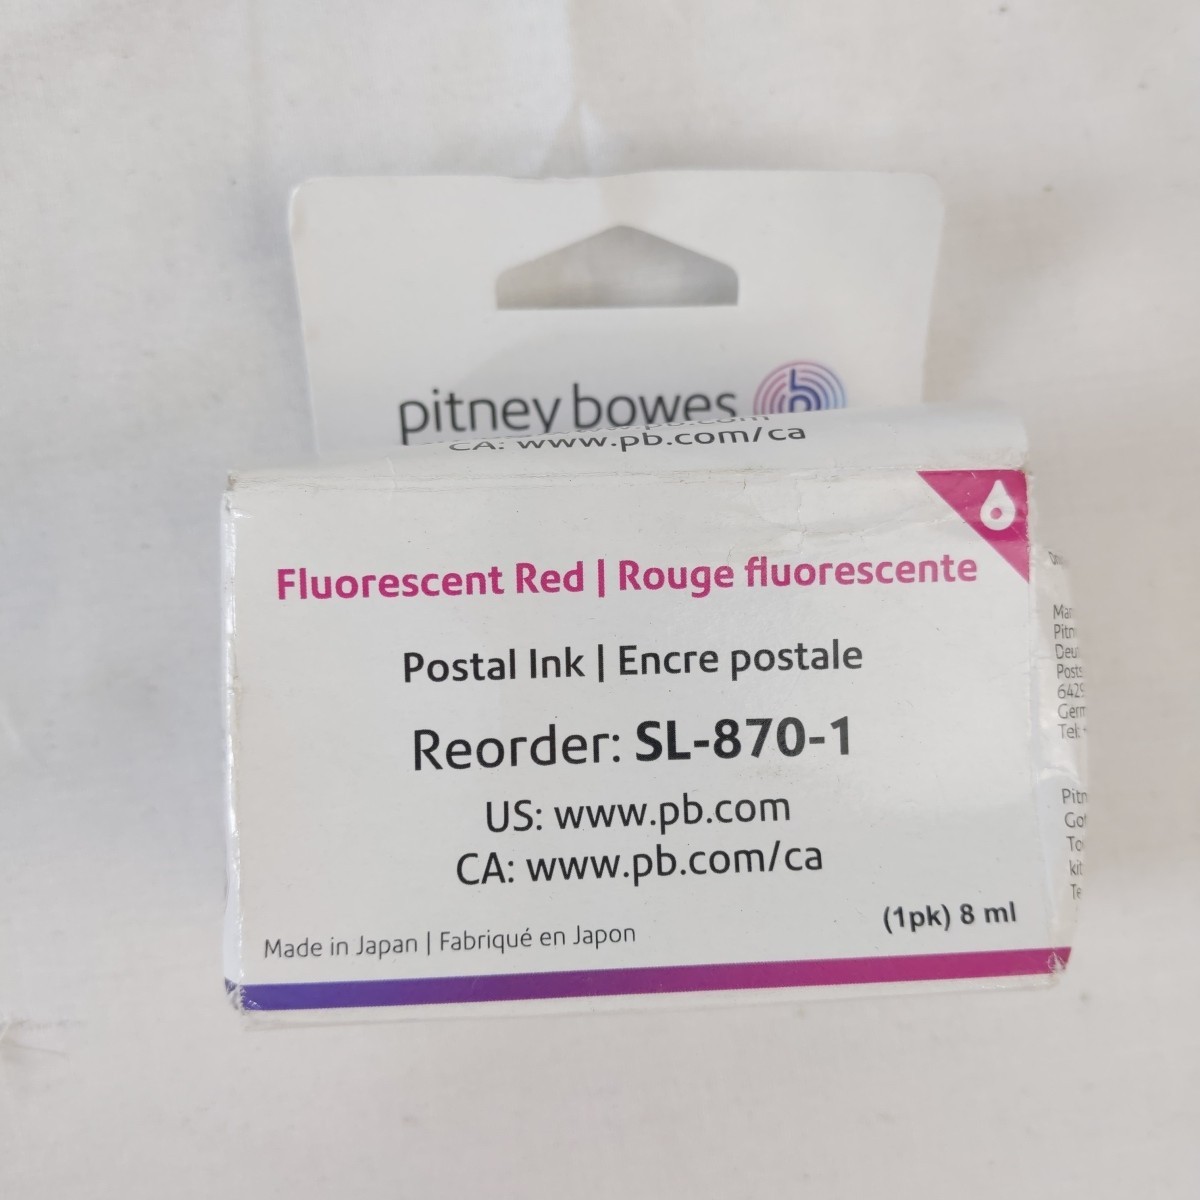 pitney bowes
CA: www.pb.com/ca
Fluorescent Red | Rouge fluorescente
Postal Ink | Encre postale
Reorder: SL-870-1
US: www.pb.com
CA: www.pb.com/ca
(1pk) 8 ml
Made in Japan | Fabriqué en Japon